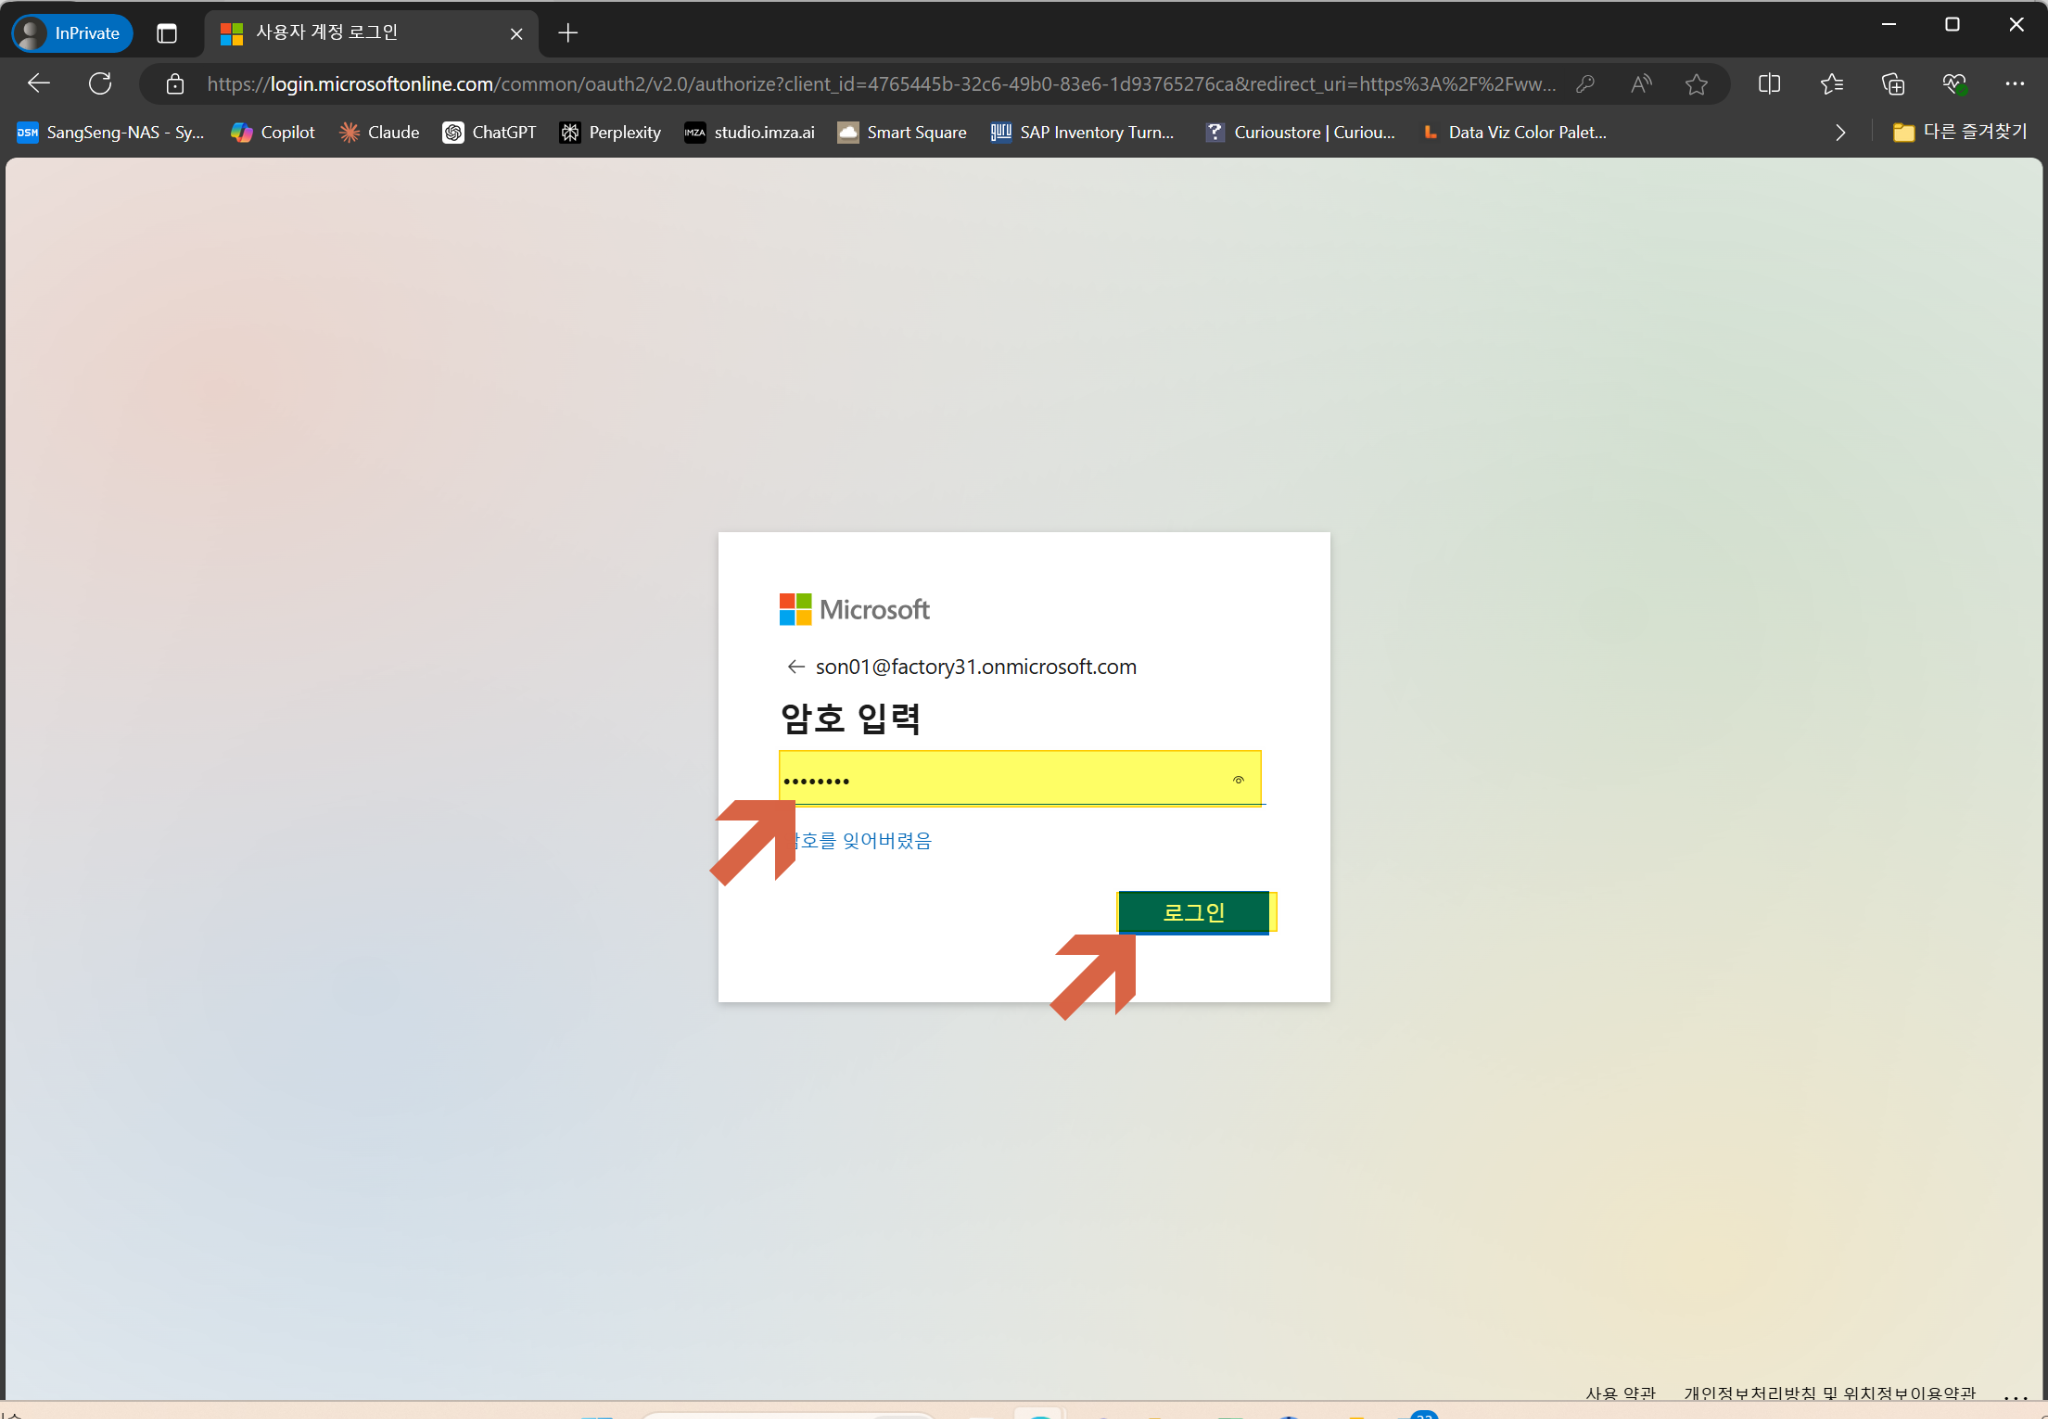 InPrivate
사용자 계정 로그인
https://login.microsoftonline.com/common/oauth2/v2.0/authorize?client_id=4765445b-32c6-49b0-83e6-1d93765276ca&redirect_uri=https%3A%2F%2Fww...
SangSeng-NAS - Sy... Copilot Claude ChatGPT Perplexity studio.imza.ai Smart Square SAP Inventory Turn... Curioustore | Curiou... Data Viz Color Palet... 다른 즐겨찾기
Microsoft
son01@factory31.onmicrosoft.com
암호 입력
••••••••
잊어버렸음
로그인
사용 약관 개인정보처리방침 및 위치정보이용약관 ...